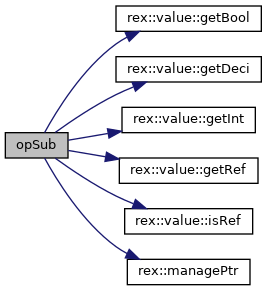 opSub
rex::value::getBool
rex::value::getDeci
rex::value::getInt
rex::value::getRef
rex::value::isRef
rex::managePtr